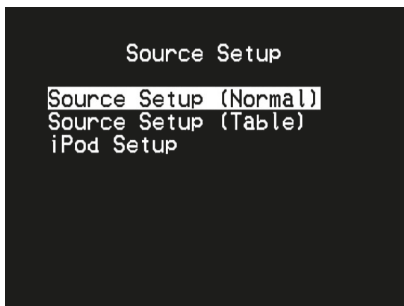 Source Setup
Source Setup (Normal)
Source Setup (Table)
iPod Setup